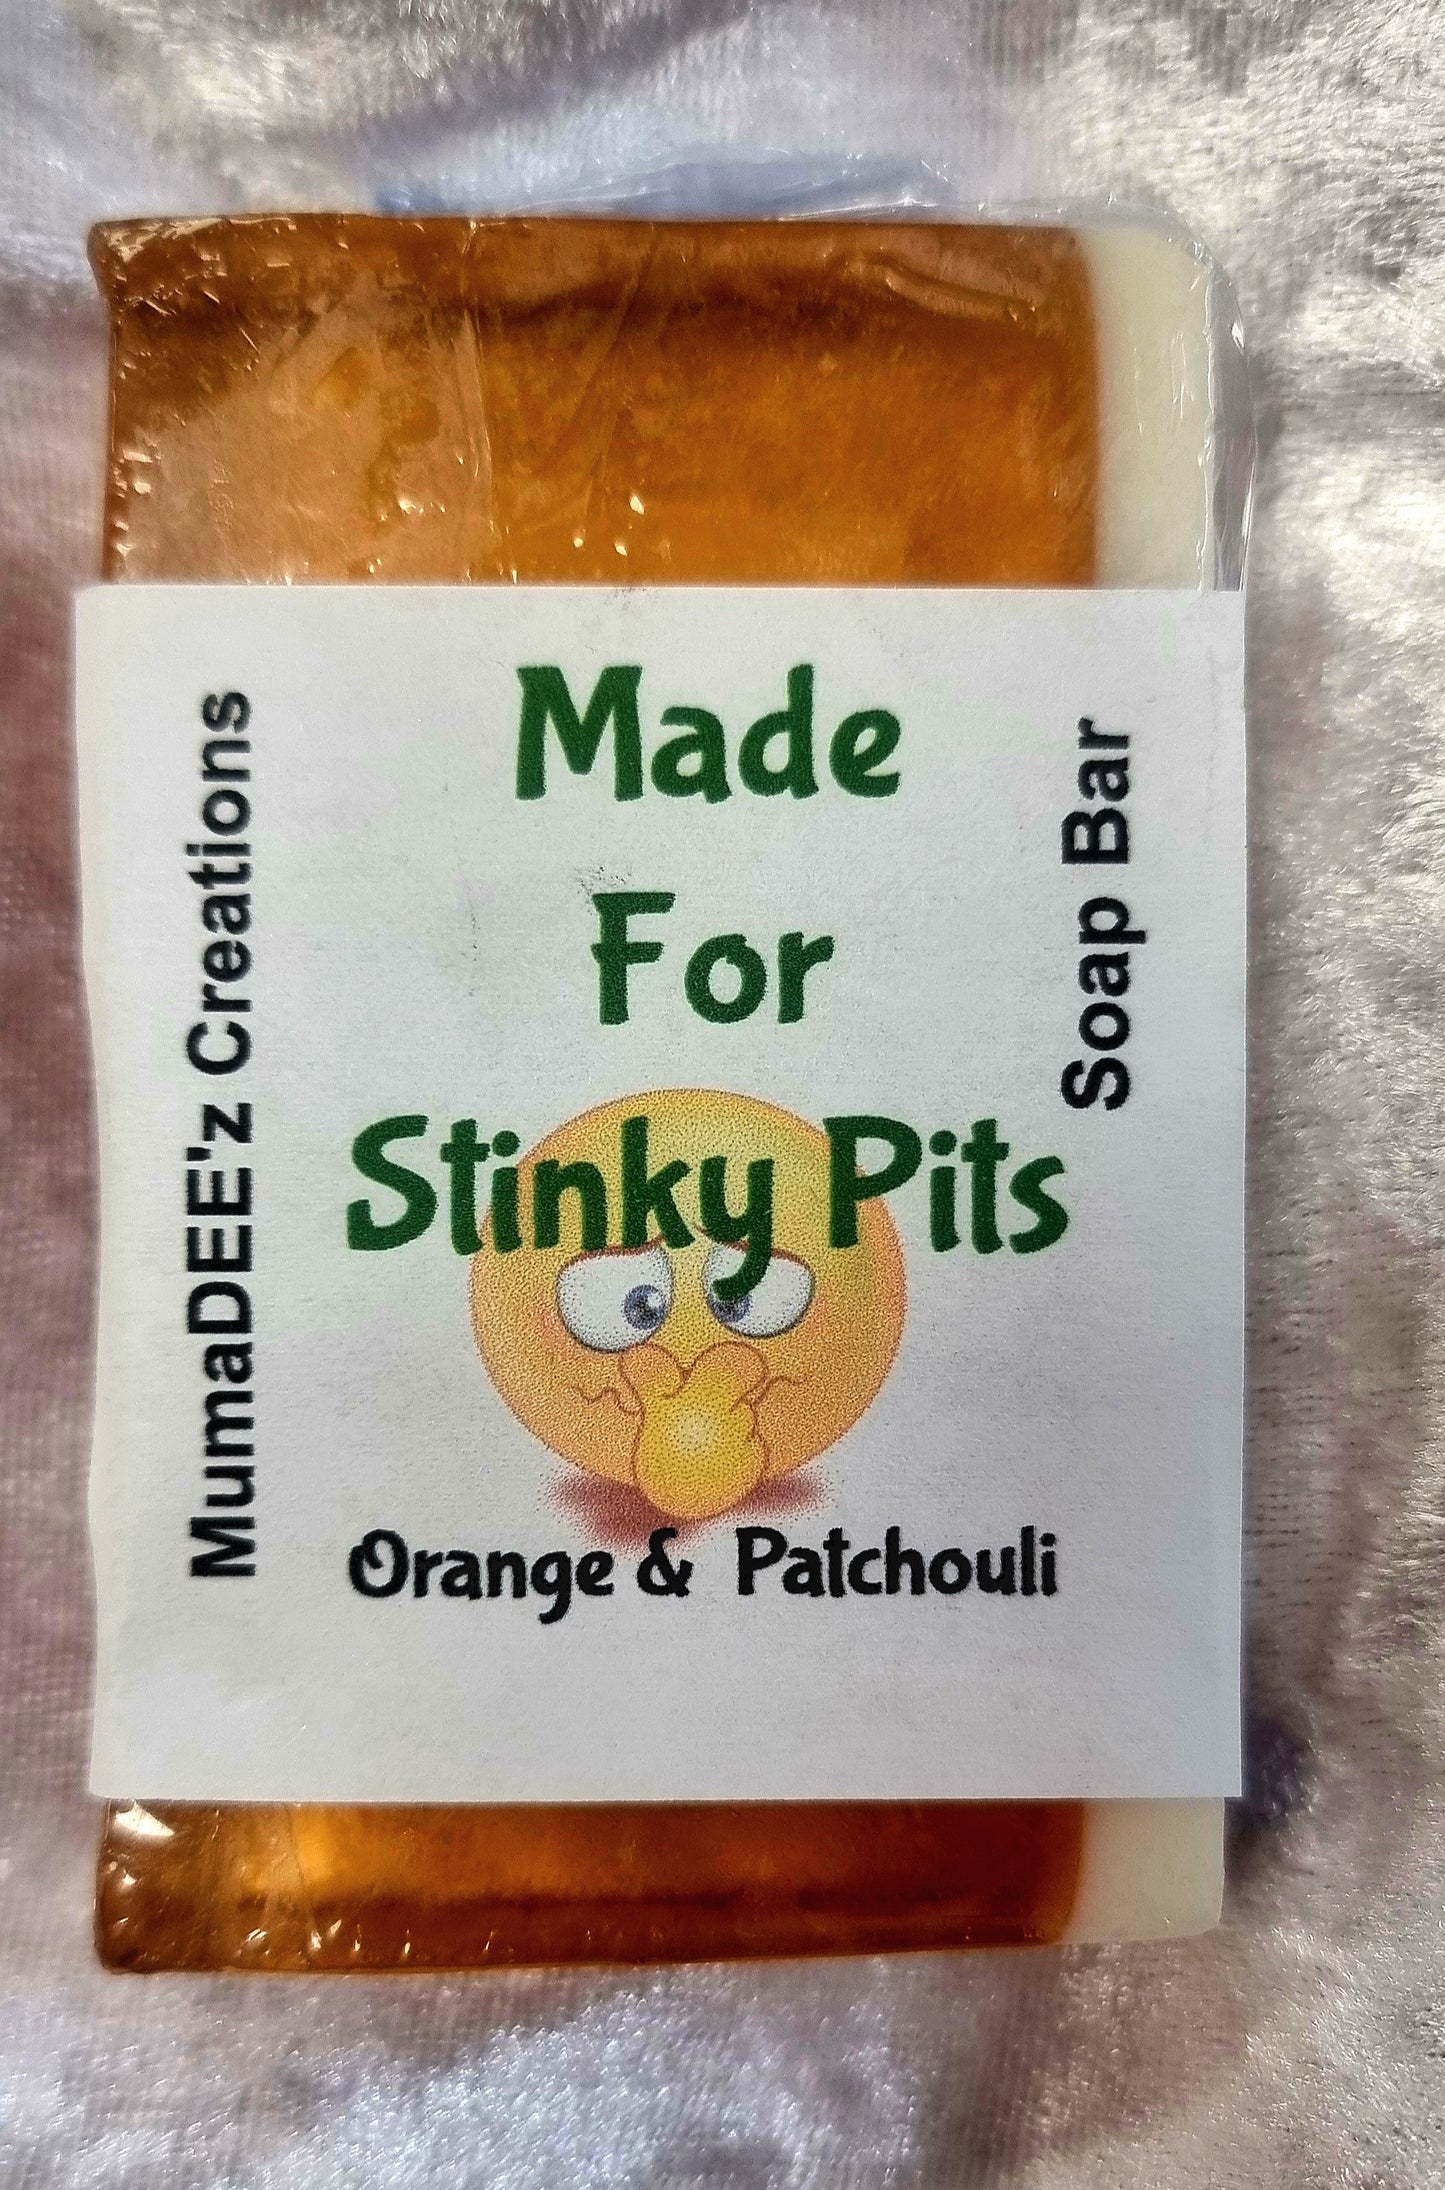 MumaDEE'z Creations
Made
For
Stinky Pits
Orange & Patchouli
Soap Bar